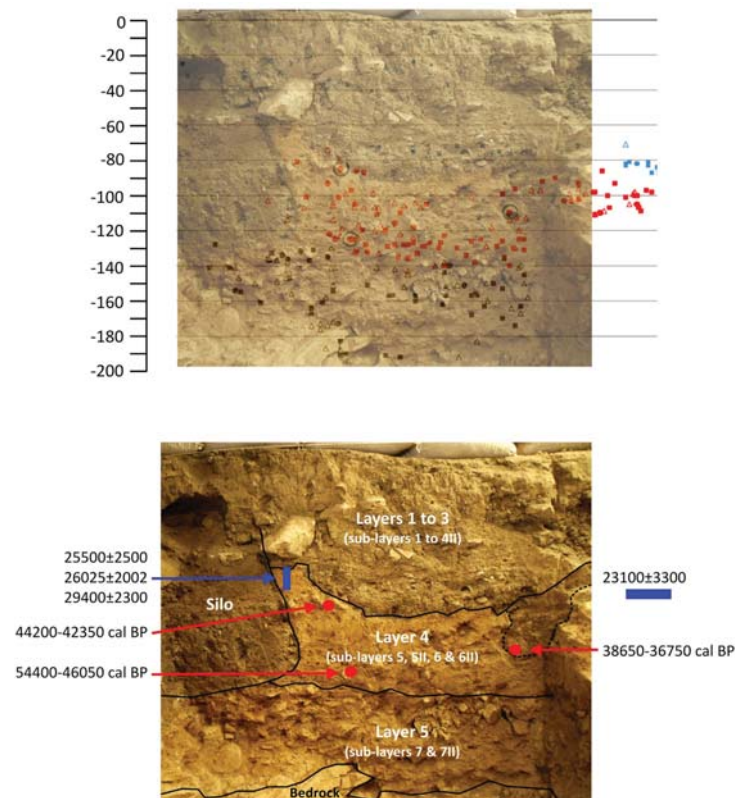 0
-20
-40
-60
-80
-100
-120
-140
-160
-180
-200
Layers 1 to 3
(sub-layers 1 to 4II)
25500±2500
26025±2002
29400±2300
23100±3300
Silo
44200-42350 cal BP
Layer 4
(sub-layers 5, 5II, 6 & 6II)
38650-36750 cal BP
54400-46050 cal BP
Layer 5
(sub-layers 7 & 7II)
Bedrock